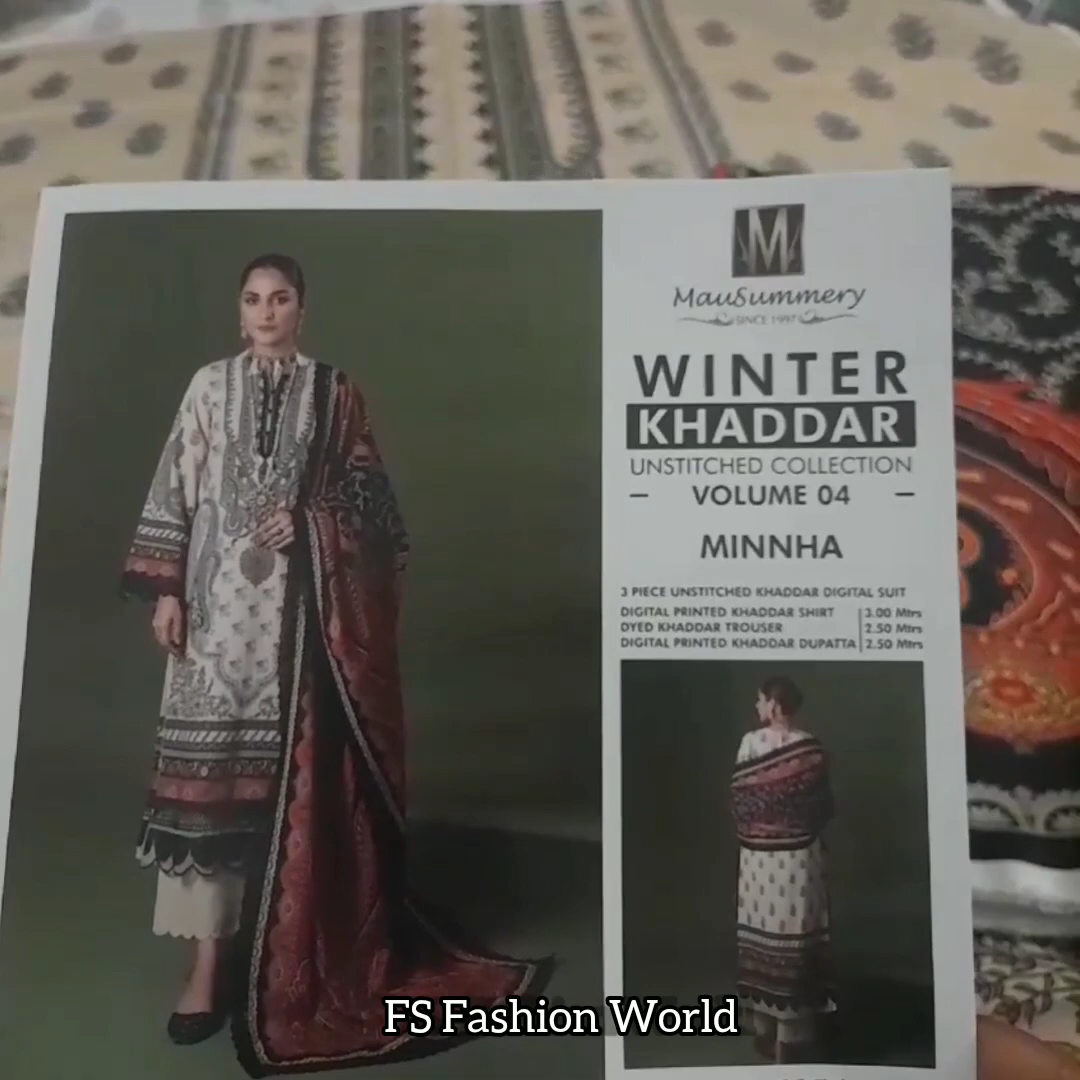 M
MauSummery
SINCE 1997
WINTER
KHADDAR
UNSTITCHED COLLECTION
– VOLUME 04 –
MINNHA
3 PIECE UNSTITCHED KHADDAR DIGITAL SUIT
DIGITAL PRINTED KHADDAR SHIRT 3.00 Mtrs
DYED KHADDAR TROUSER 2.50 Mtrs
DIGITAL PRINTED KHADDAR DUPATTA 2.50 Mtrs
FS Fashion World